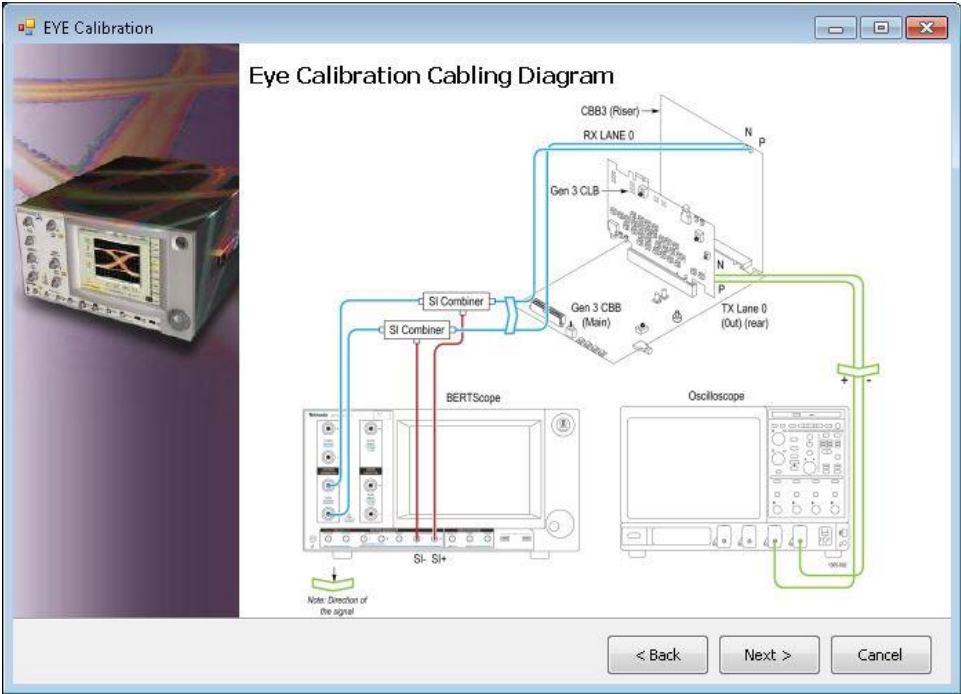 EYE Calibration
Eye Calibration Cabling Diagram
CBB3 (Riser)
RX LANE 0
N
P
Gen 3 CLB
N
P
SI Combiner
Gen 3 CBB
(Main)
TX Lane 0
(Out) (rear)
SI Combiner
+ -
BERTScope
Oscilloscope
Tektronix
SI- SI+
Note: Direction of
the signal
< Back
Next >
Cancel